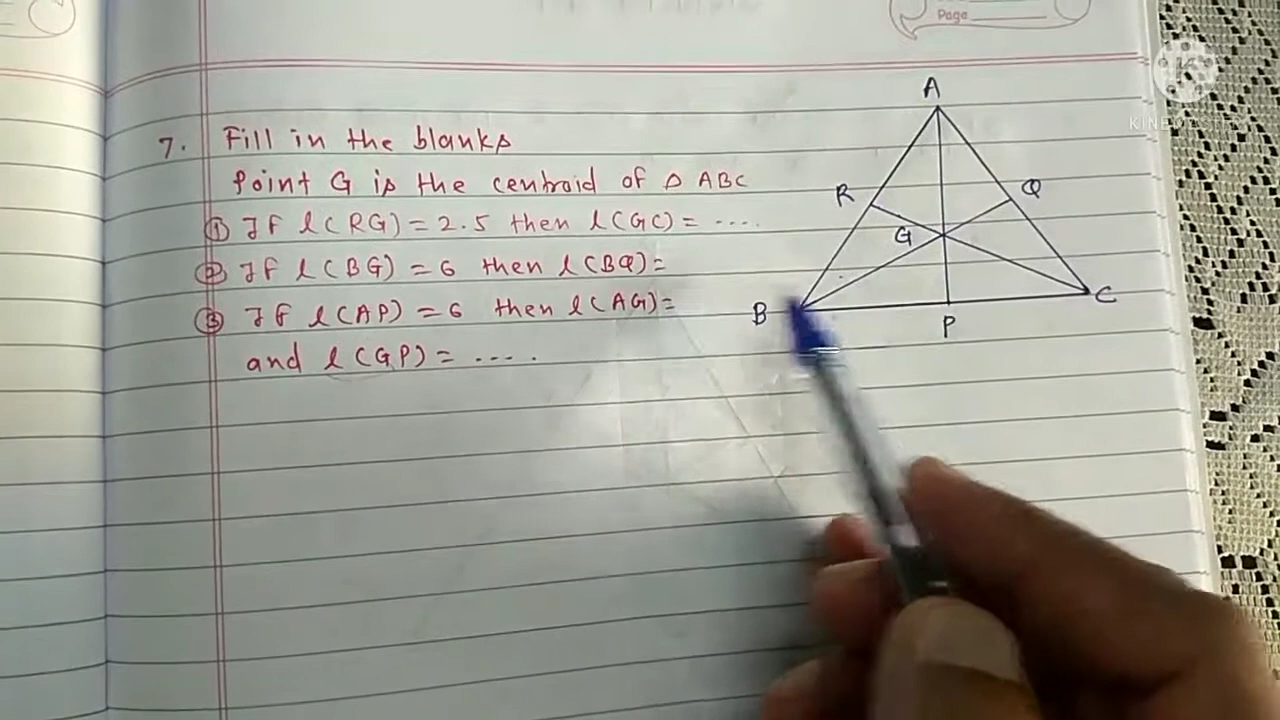 Page
A
7. Fill in the blanks
Point G is the centroid of △ ABC
R
Q
① If l(RG) = 2.5 then l(GC) = ....
G
② If l(BG) = 6 then l(BQ) =
③ If l(AP) = 6 then l(AG) =
B
C
P
and l(GP) = ....